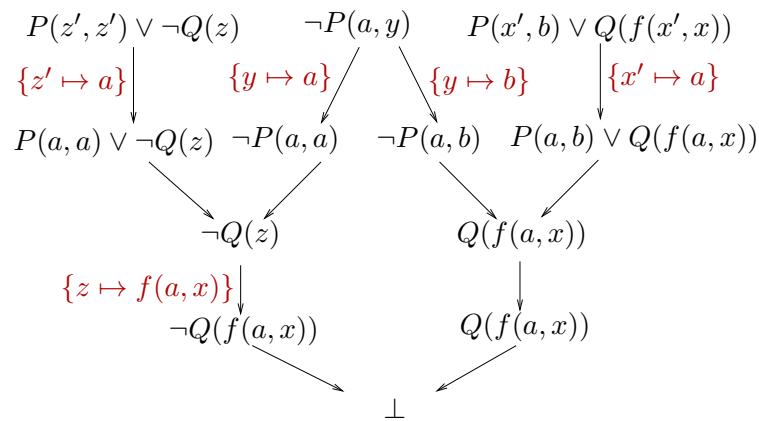 P(z′, z′) ∨ ¬Q(z) ¬P(a, y) P(x′, b) ∨ Q(f(x′, x))
{z′ ↦ a} {y ↦ a} {y ↦ b} {x′ ↦ a}
P(a, a) ∨ ¬Q(z) ¬P(a, a) ¬P(a, b) P(a, b) ∨ Q(f(a, x))
¬Q(z) Q(f(a, x))
{z ↦ f(a, x)}
¬Q(f(a, x)) Q(f(a, x))
⊥